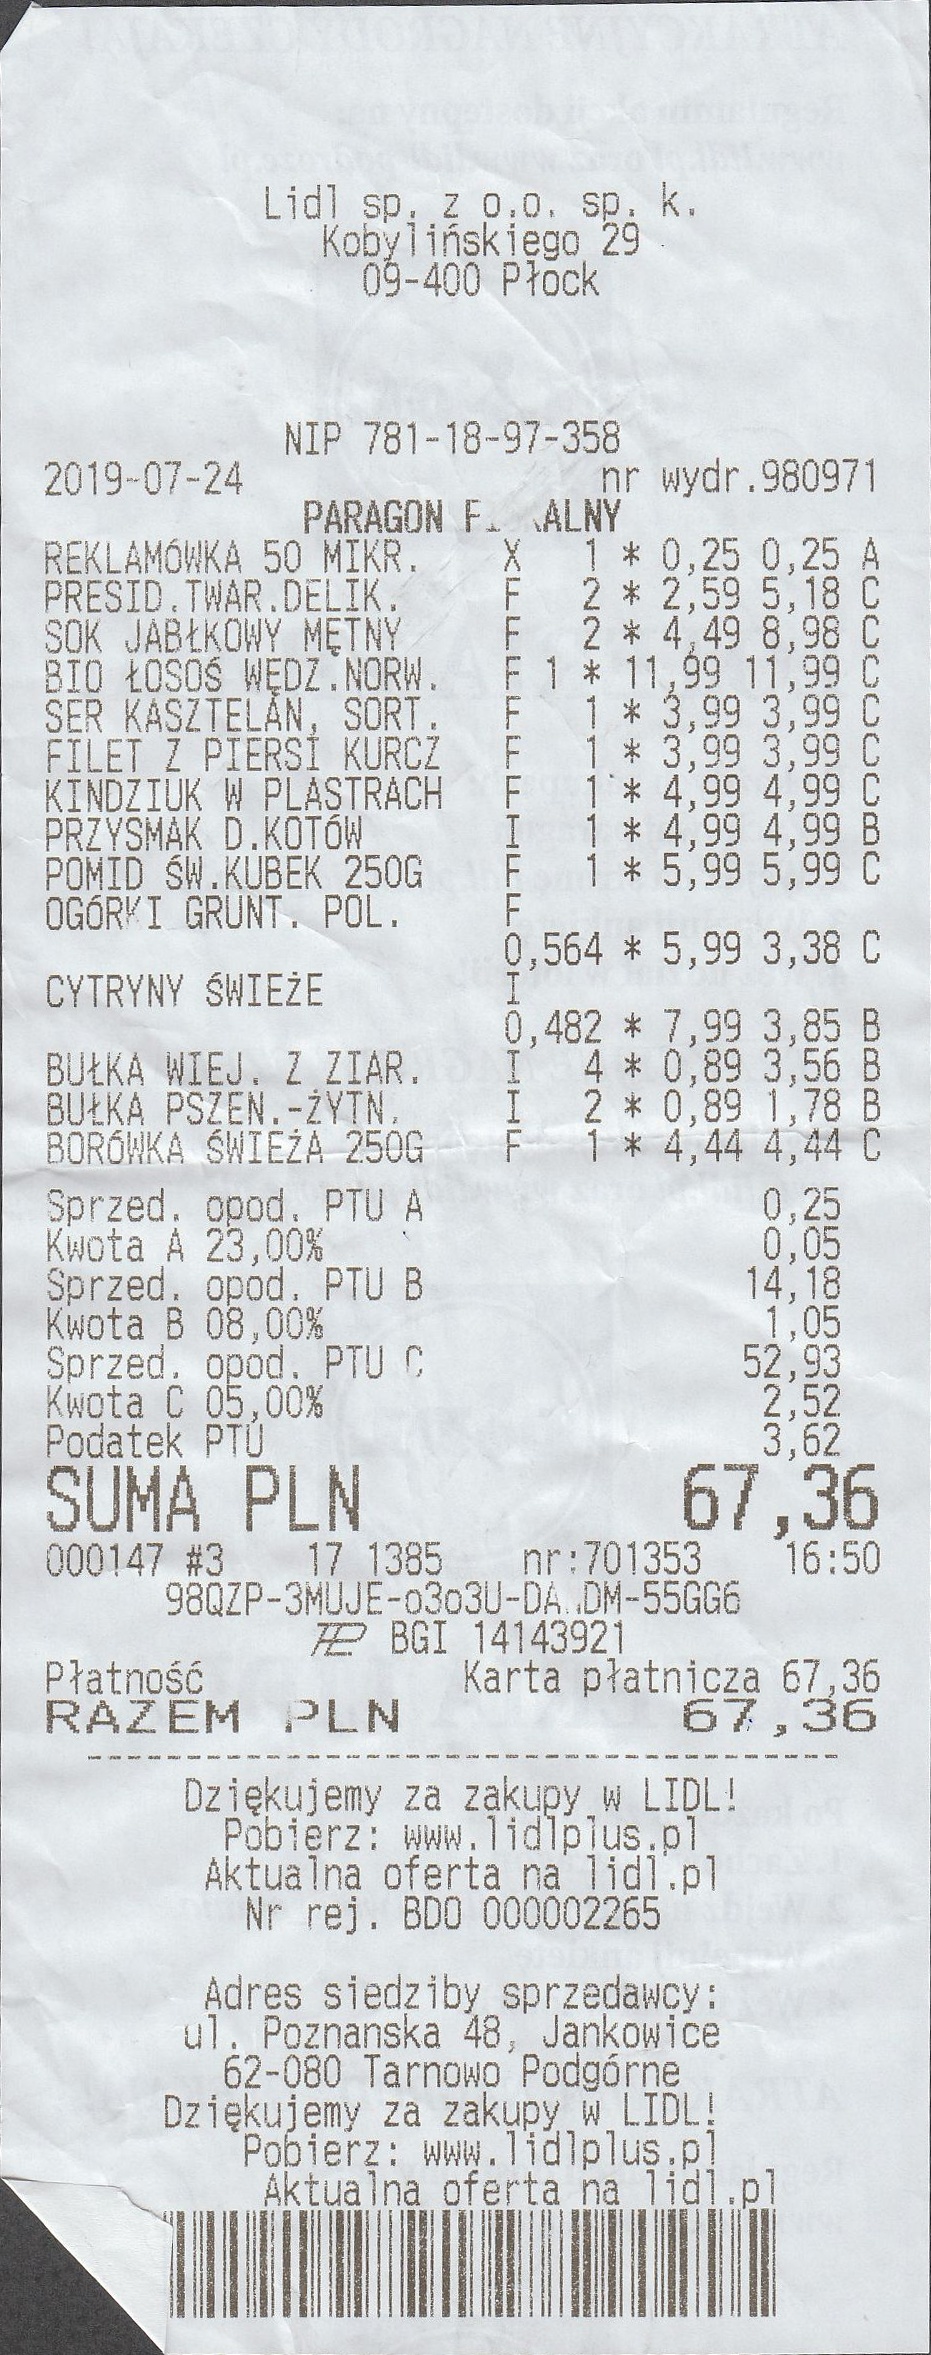 Lidl sp. z o.o. sp. k.
Kobylińskiego 29
09-400 Płock
NIP 781-18-97-358
2019-07-24 nr wydr.980971
PARAGON
REKLAMÓWKA 50 MIKR. X 1 * 0,25 0,25 A
PRESID.TWAR.DELIK. F 2 * 2,59 5,18 C
SOK JABŁKOWY MĘTNY F 2 * 4,49 8,98 C
BIO ŁOSOŚ WĘDZ.NORW. F 1 * 11,99 11,99 C
SER KASZTELAN, SORT. F 1 * 3,99 3,99 C
FILET Z PIERSI KURCZ F 1 * 3,99 3,99 C
KINDZIUK W PLASTRACH F 1 * 4,99 4,99 C
PRZYSMAK D.KOTÓW I 1 * 4,99 4,99 B
POMID ŚW.KUBEK 250G F 1 * 5,99 5,99 C
OGÓRKI GRUNT. POL. F
0,564 * 5,99 3,38 C
CYTRYNY ŚWIEŻE I
0,482 * 7,99 3,85 B
BUŁKA WIEJ. Z ZIAR. I 4 * 0,89 3,56 B
BUŁKA PSZEN.-ŻYTN. I 2 * 0,89 1,78 B
BORÓWKA ŚWIEŻA 250G F 1 * 4,44 4,44 C
Sprzed. opod. PTU A 0,25
Kwota A 23,00% 0,05
Sprzed. opod. PTU B 14,18
Kwota B 08,00% 1,05
Sprzed. opod. PTU C 52,93
Kwota C 05,00% 2,52
Podatek PTU 3,62
SUMA PLN 67,36
000147 #3 17 1385 nr:701353 16:50
BGI 14143921
Płatność Karta płatnicza 67,36
RAZEM PLN 67,36
Dziękujemy za zakupy w LIDL!
Pobierz: www.lidlplus.pl
Aktualna oferta na lidl.pl
Nr rej. BDO 000002265
Adres siedziby sprzedawcy:
ul. Poznanska 48, Jankowice
62-080 Tarnowo Podgórne
Dziękujemy za zakupy w LIDL!
Pobierz: www.lidlplus.pl
Aktualna oferta na lidl.pl